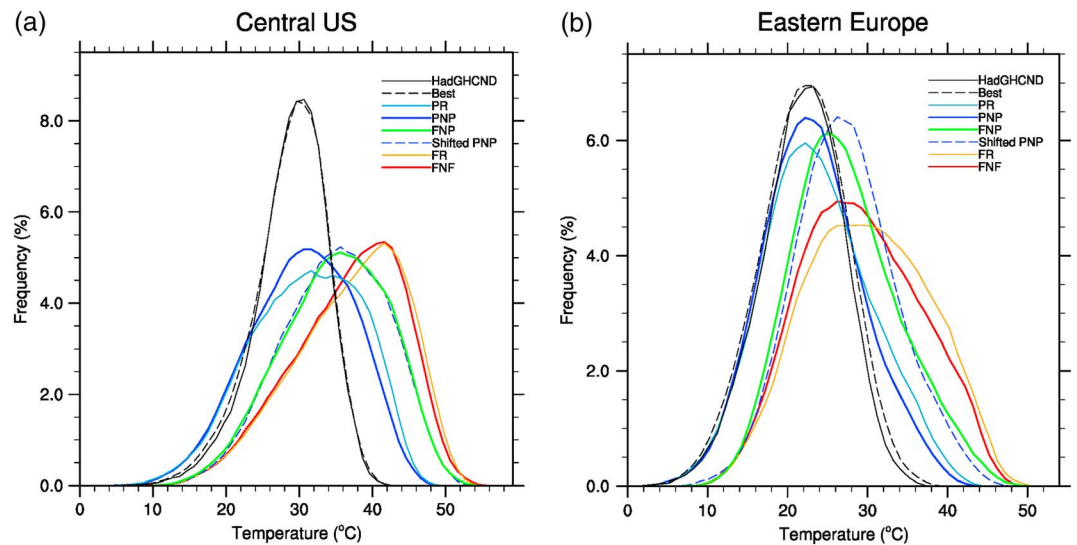 (a) Central US
8.0
6.0
4.0
2.0
0.0
Frequency (%)
HadGHCND
Best
PR
PNP
FNP
Shifted PNP
FR
FNF
0 10 20 30 40 50
Temperature (°C)
(b) Eastern Europe
6.0
4.0
2.0
0.0
Frequency (%)
HadGHCND
Best
PR
PNP
FNP
Shifted PNP
FR
FNF
0 10 20 30 40 50
Temperature (°C)